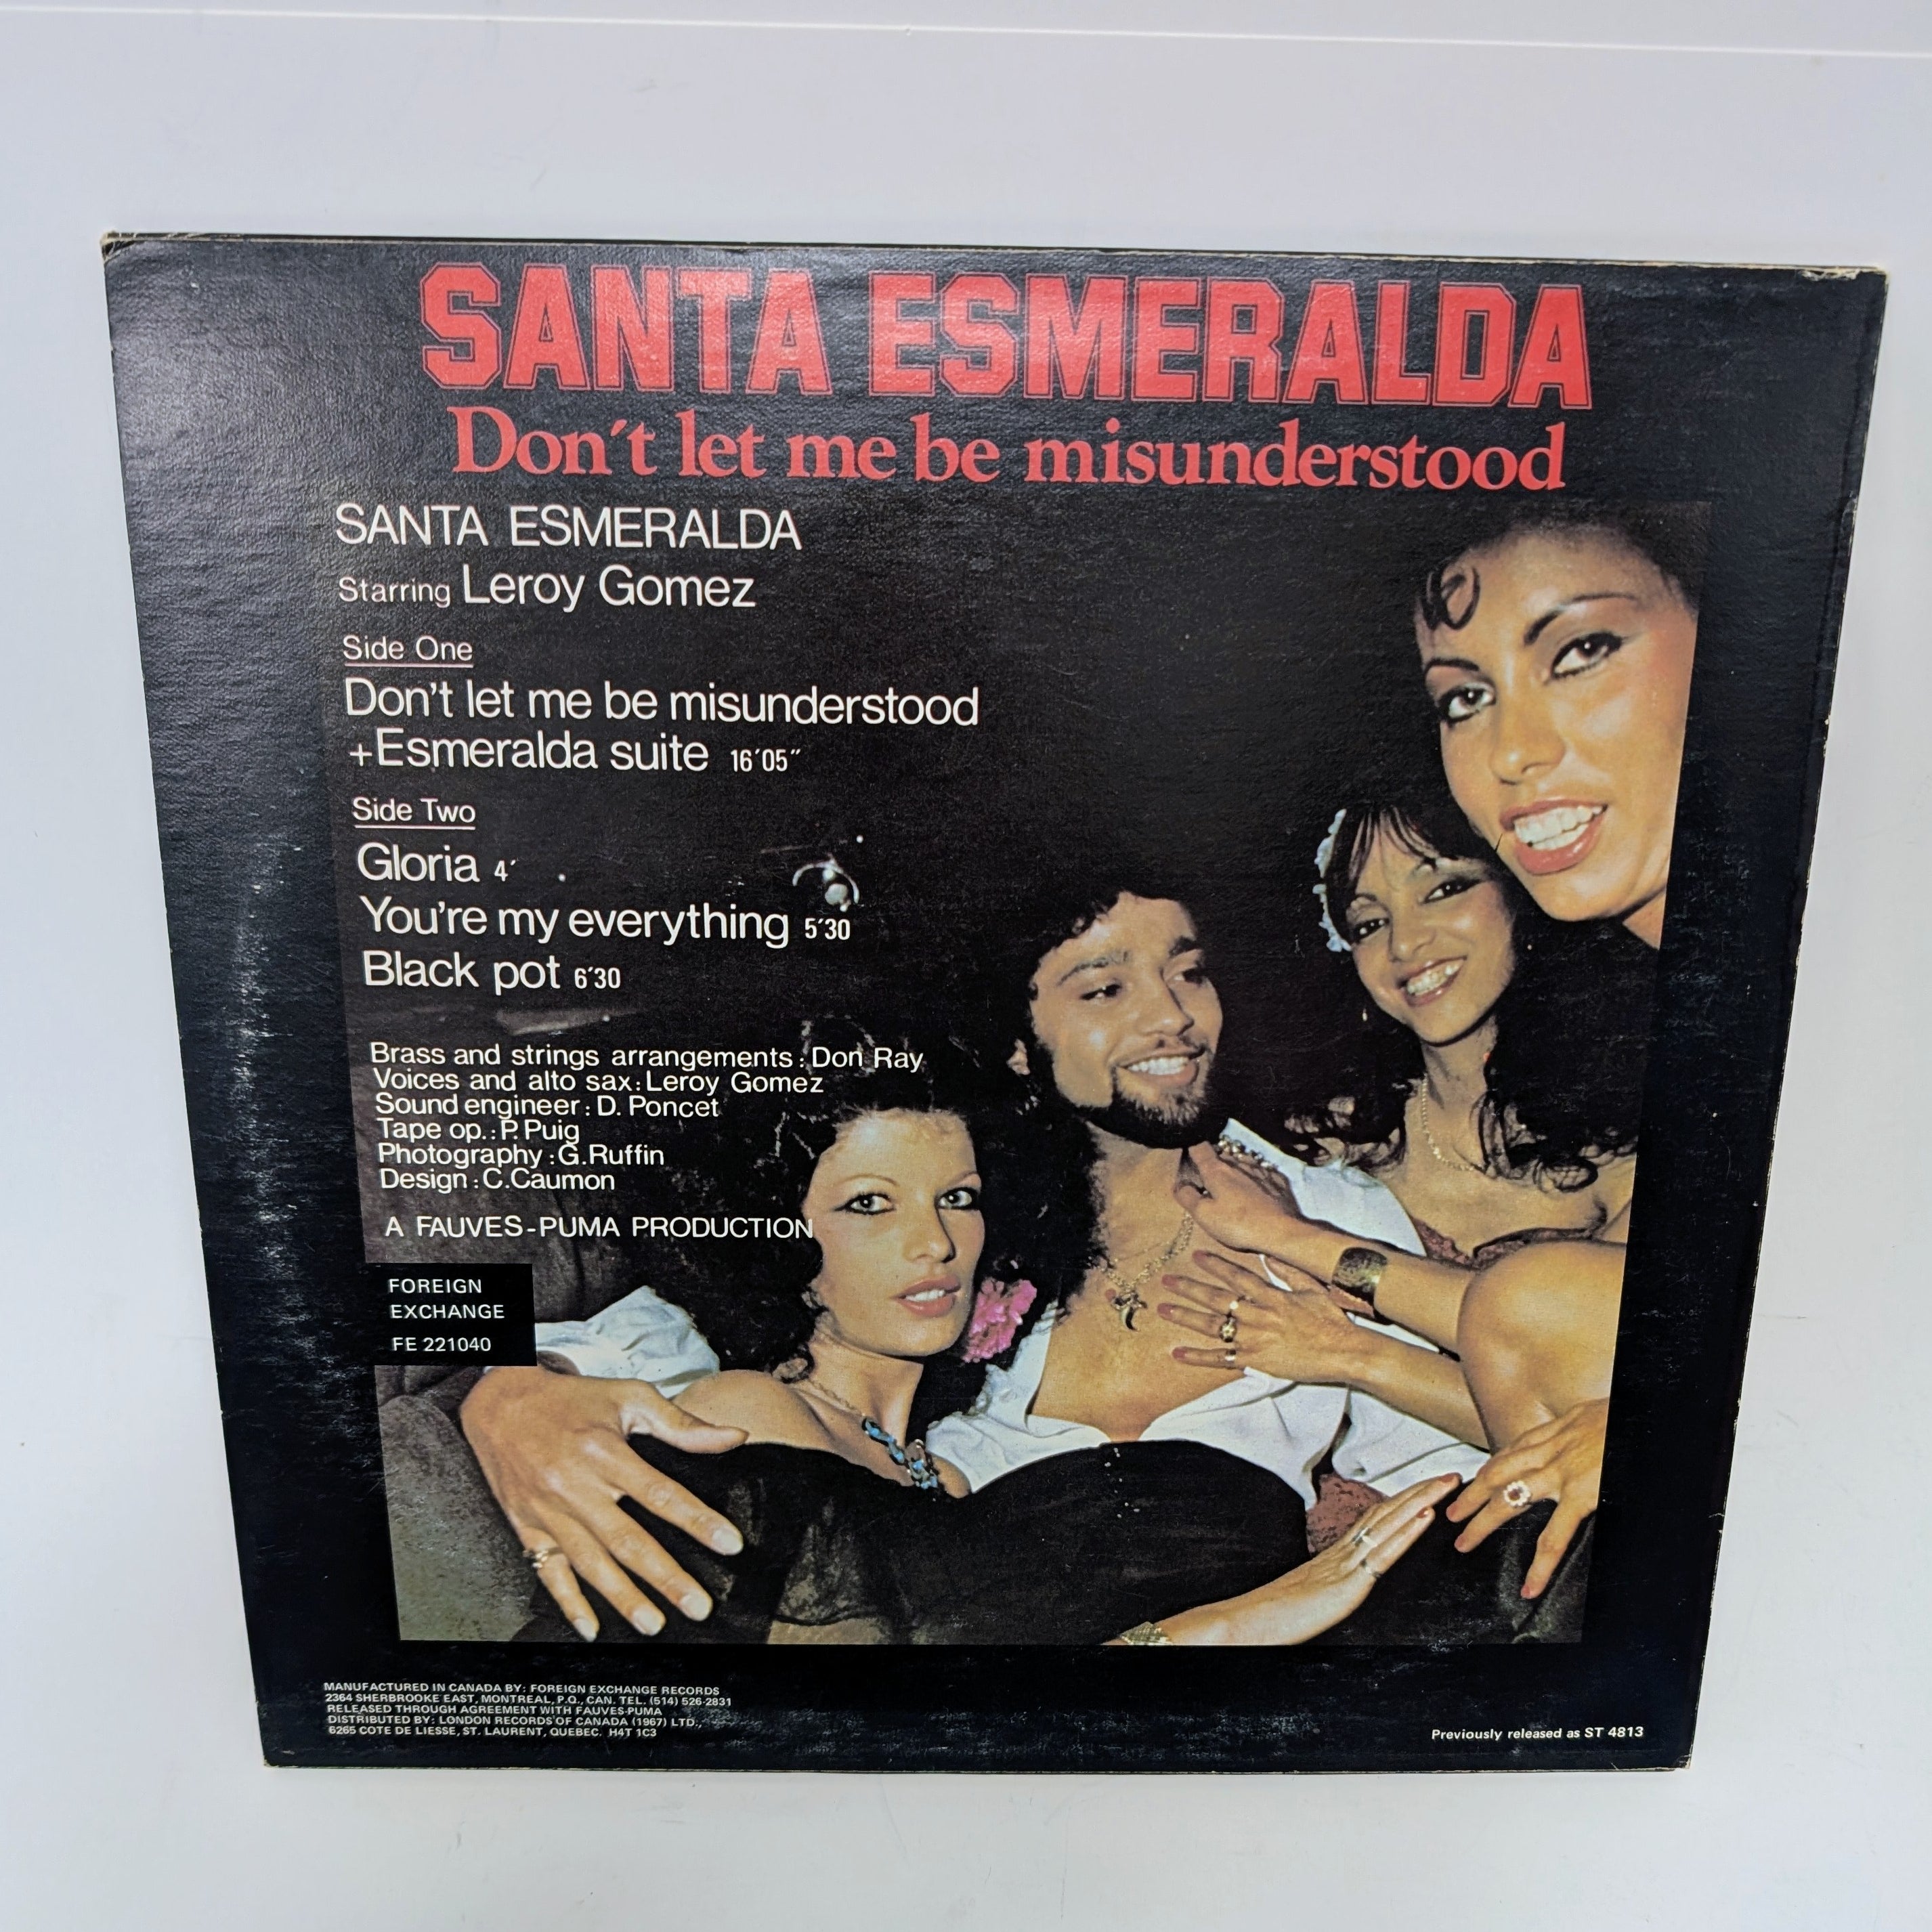 SANTA ESMERALDA
Don´t let me be misunderstood
SANTA ESMERALDA
Starring Leroy Gomez
Side One
Don't let me be misunderstood
+Esmeralda suite 16´05˝
Side Two
Gloria 4´
You're my everything 5´30
Black pot 6´30
Brass and strings arrangements : Don Ray
Voices and alto sax : Leroy Gomez
Sound engineer : D. Poncet
Tape op. : P. Puig
Photography : G.Ruffin
Design : C.Caumon
A FAUVES-PUMA PRODUCTION
FOREIGN
EXCHANGE
FE 221040
MANUFACTURED IN CANADA BY: FOREIGN EXCHANGE RECORDS
2364 SHERBROOKE EAST, MONTREAL, P.Q., CAN. TEL. (514) 526-2831
RELEASED THROUGH AGREEMENT WITH FAUVES-PUMA
DISTRIBUTED BY: LONDON RECORDS OF CANADA (1967) LTD.,
6265 COTE DE LIESSE, ST. LAURENT, QUEBEC. H4T 1C3
Previously released as ST 4813